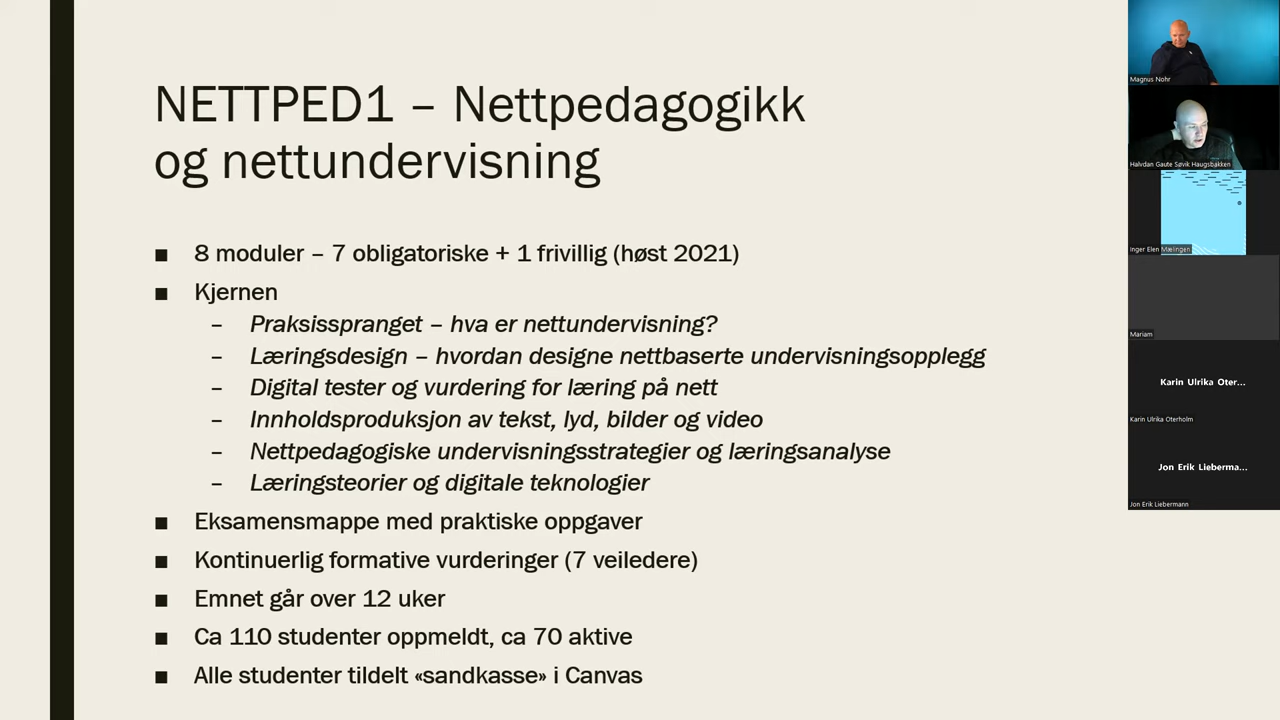 NETTPED1 – Nettpedagogikk
og nettundervisning
■ 8 moduler – 7 obligatoriske + 1 frivillig (høst 2021)
■ Kjernen
– Praksisspranget – hva er nettundervisning?
– Læringsdesign – hvordan designe nettbaserte undervisningsopplegg
– Digital tester og vurdering for læring på nett
– Innholdsproduksjon av tekst, lyd, bilder og video
– Nettpedagogiske undervisningsstrategier og læringsanalyse
– Læringsteorier og digitale teknologier
■ Eksamensmappe med praktiske oppgaver
■ Kontinuerlig formative vurderinger (7 veiledere)
■ Emnet går over 12 uker
■ Ca 110 studenter oppmeldt, ca 70 aktive
■ Alle studenter tildelt «sandkasse» i Canvas
Magnus Nohr
Halvdan Gaute Søvik Haugsbakken
Inger Elen Mælingen
Mariam
Karin Ulrika Oter...
Karin Ulrika Oterholm
Jon Erik Lieberma...
Jon Erik Liebermann